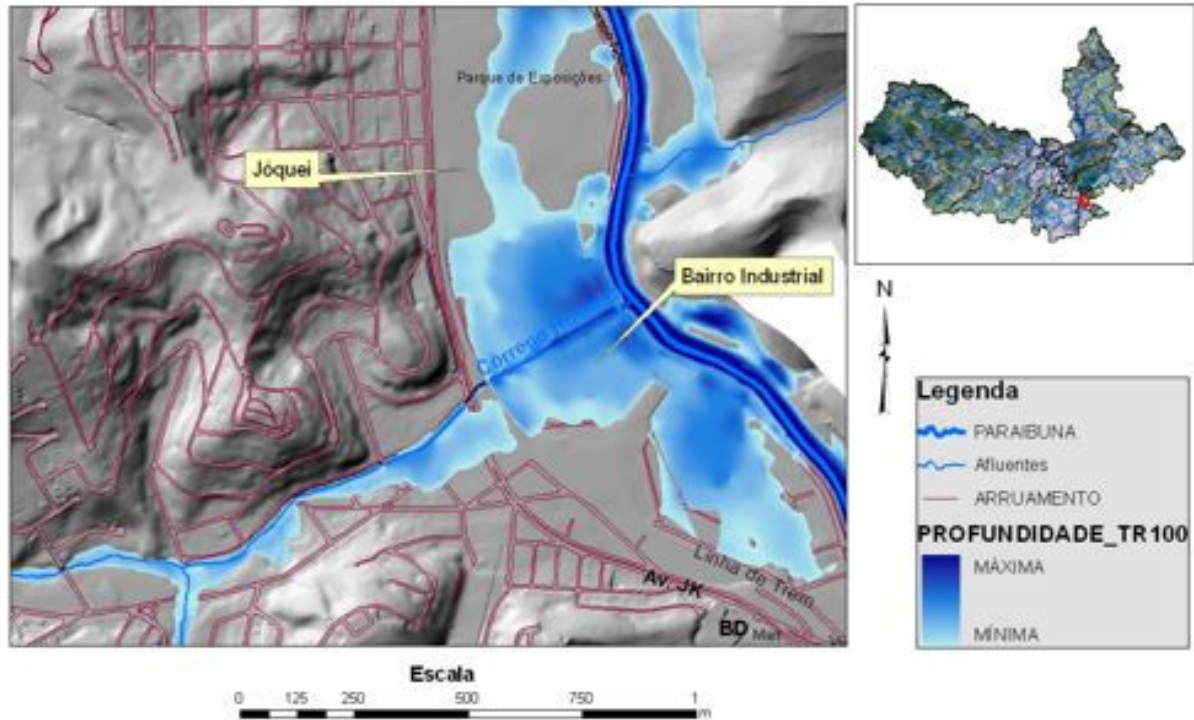 Parque de Exposições
Jóquei
Bairro Industrial
Córrego
Linha de Trem
Av. JK
BD
N
Legenda
PARAIBUNA
Afluentes
ARRUAMENTO
PROFUNDIDADE_TR100
MÁXIMA
MÍNIMA
Escala
0 125 250 500 750 1
m